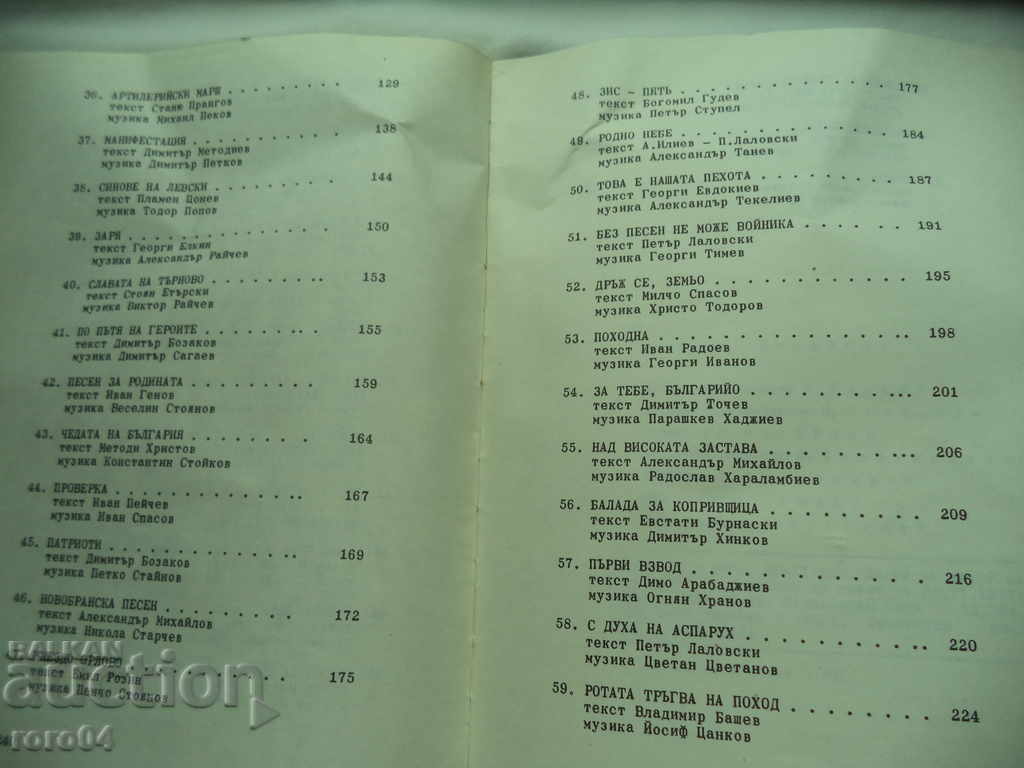 36. АРТИЛЕРИЙСКИ МАРШ . . . . . . . . . . 129
текст Станю Прангов
музика Михаил Пеков
37. МАНИФЕСТАЦИЯ . . . . . . . . . . . . 138
текст Димитър Методиев
музика Димитър Петков
38. СИНОВЕ НА ЛЕВСКИ . . . . . . . . . . 144
текст Пламен Цонев
музика Тодор Попов
39. ЗАРЯ . . . . . . . . . . . . . . . . 150
текст Георги
музика Александър Райчев
40. СЛАВАТА НА ТЪРНОВО . . . . . . . . . 153
текст Стоян Етърски
музика Виктор Райчев
41. ПО ПЪТЯ НА ГЕРОИТЕ . . . . . . . . . 155
текст Димитър Бозаков
музика Димитър Сагаев
42. ПЕСЕН ЗА РОДИНАТА . . . . . . . . . 159
текст Иван Генов
музика Веселин Стоянов
43. ЧЕДАТА НА БЪЛГАРИЯ . . . . . . . . . 164
текст Методи Христов
музика Константин Стойков
44. ПРОВЕРКА . . . . . . . . . . . . . . 167
текст Иван Пейчев
музика Иван Спасов
45. ПАТРИОТИ . . . . . . . . . . . . . . 169
текст Димитър Бозаков
музика Петко Стайнов
46. НОВОБРАНСКА ПЕСЕН . . . . . . . . . 172
текст Александър Михайлов
музика Никола Старчев
ОРЛОВО . . . . . . . . . . 175
текст Емил Розин
музика Пенчо Стоянов
48. ЗИС - ПЕТЬ . . . . . . . . . . . . . 177
текст Богомил Гудев
музика Петър Ступел
49. РОДНО НЕБЕ . . . . . . . . . . . . . 184
текст А.Илиев - П.Лаловски
музика Александър Танев
50. ТОВА Е НАШАТА ПЕХОТА . . . . . . . . 187
текст Георги Евдокиев
музика Александър Текелиев
51. БЕЗ ПЕСЕН НЕ МОЖЕ ВОЙНИКА . . . . . . 191
текст Петър Лаловски
музика Георги Тимев
52. ДРЪЖ СЕ, ЗЕМЬО . . . . . . . . . . . 195
текст Милчо Спасов
музика Христо Тодоров
53. ПОХОДНА . . . . . . . . . . . . . . . 198
текст Иван Радоев
музика Георги Иванов
54. ЗА ТЕБЕ, БЪЛГАРИЙО . . . . . . . . . 201
текст Димитър Точев
музика Парашкев Хаджиев
55. НАД ВИСОКАТА ЗАСТАВА . . . . . . . . 206
текст Александър Михайлов
музика Радослав Хараламбиев
56. БАЛАДА ЗА КОПРИВЩИЦА . . . . . . . . 209
текст Евстати Бурнаски
музика Димитър Хинков
57. ПЪРВИ ВЗВОД . . . . . . . . . . . . . 216
текст Димо Арабаджиев
музика Огнян Хранов
58. С ДУХА НА АСПАРУХ . . . . . . . . . . 220
текст Петър Лаловски
музика Цветан Цветанов
59. РОТАТА ТРЪГВА НА ПОХОД . . . . . . . 224
текст Владимир Башев
музика Йосиф Цанков
BALKAN
auction
roro04